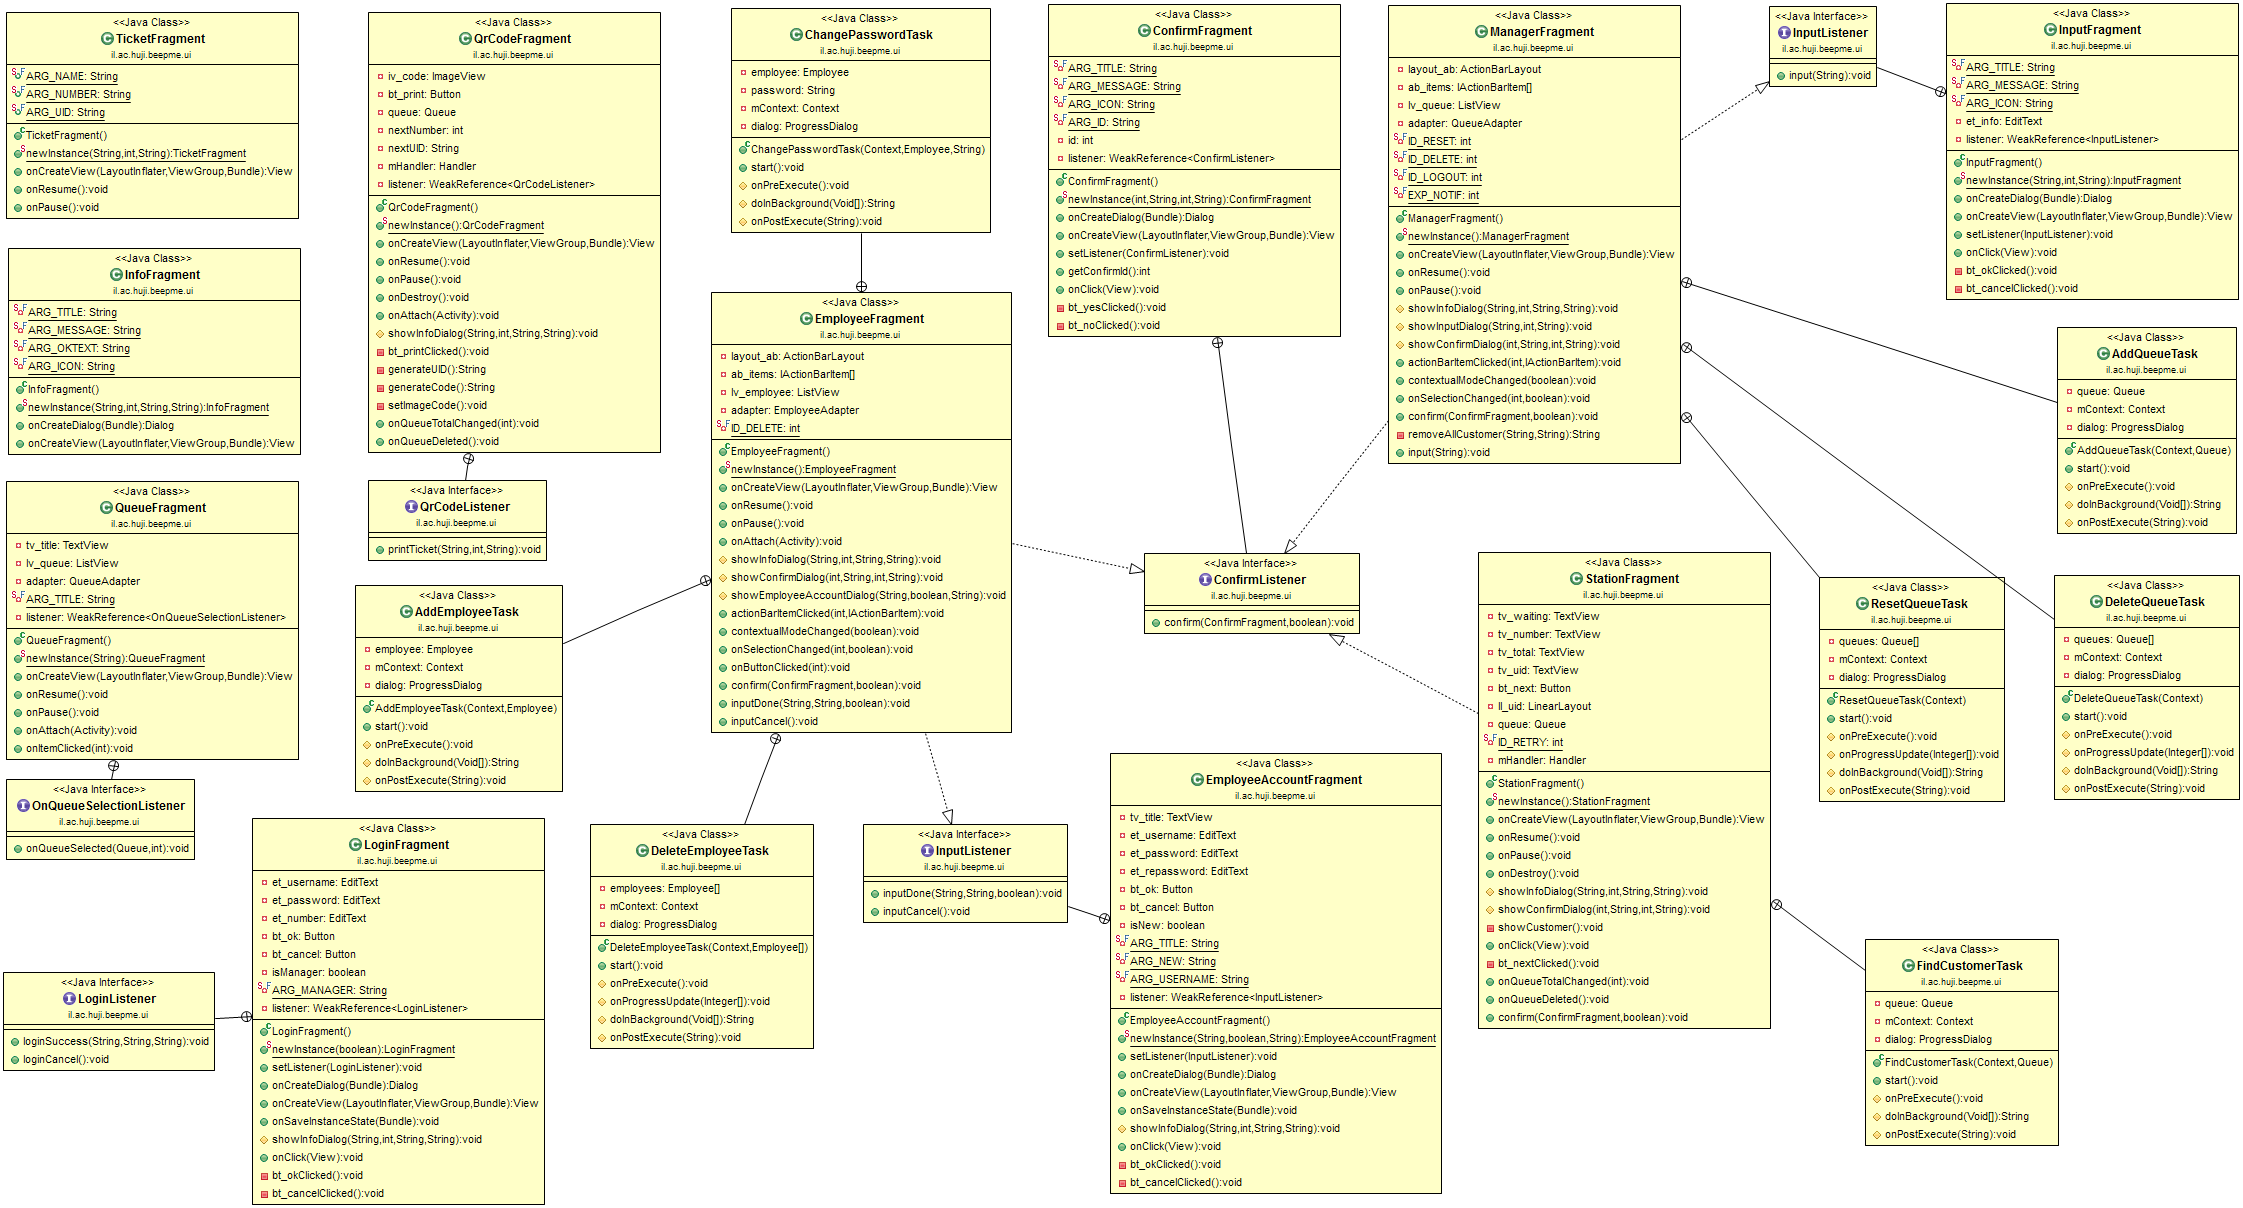 <<Java Class>>
TicketFragment
il.ac.huji.beepme.ui
ARG_NAME: String
ARG_NUMBER: String
ARG_UID: String
TicketFragment()
newInstance(String,int,String):TicketFragment
onCreateView(LayoutInflater,ViewGroup,Bundle):View
onResume():void
onPause():void
<<Java Class>>
InfoFragment
il.ac.huji.beepme.ui
ARG_TITLE: String
ARG_MESSAGE: String
ARG_OKTEXT: String
ARG_ICON: String
InfoFragment()
newInstance(String,int,String,String):InfoFragment
onCreateDialog(Bundle):Dialog
onCreateView(LayoutInflater,ViewGroup,Bundle):View
<<Java Class>>
QueueFragment
il.ac.huji.beepme.ui
tv_title: TextView
lv_queue: ListView
adapter: QueueAdapter
ARG_TITLE: String
listener: WeakReference<OnQueueSelectionListener>
QueueFragment()
newInstance(String):QueueFragment
onCreateView(LayoutInflater,ViewGroup,Bundle):View
onResume():void
onPause():void
onAttach(Activity):void
onItemClicked(int):void
<<Java Interface>>
OnQueueSelectionListener
il.ac.huji.beepme.ui
onQueueSelected(Queue,int):void
<<Java Interface>>
LoginListener
il.ac.huji.beepme.ui
loginSuccess(String,String,String):void
loginCancel():void
<<Java Class>>
LoginFragment
il.ac.huji.beepme.ui
et_username: EditText
et_password: EditText
et_number: EditText
bt_ok: Button
bt_cancel: Button
isManager: boolean
ARG_MANAGER: String
listener: WeakReference<LoginListener>
LoginFragment()
newInstance(boolean):LoginFragment
setListener(LoginListener):void
onCreateDialog(Bundle):Dialog
onCreateView(LayoutInflater,ViewGroup,Bundle):View
onSaveInstanceState(Bundle):void
showInfoDialog(String,int,String,String):void
onClick(View):void
bt_okClicked():void
bt_cancelClicked():void
<<Java Class>>
QrCodeFragment
il.ac.huji.beepme.ui
iv_code: ImageView
bt_print: Button
queue: Queue
nextNumber: int
nextUID: String
mHandler: Handler
listener: WeakReference<QrCodeListener>
QrCodeFragment()
newInstance():QrCodeFragment
onCreateView(LayoutInflater,ViewGroup,Bundle):View
onResume():void
onPause():void
onDestroy():void
onAttach(Activity):void
showInfoDialog(String,int,String,String):void
bt_printClicked():void
generateUID():String
generateCode():String
setImageCode():void
onQueueTotalChanged(int):void
onQueueDeleted():void
<<Java Interface>>
QrCodeListener
il.ac.huji.beepme.ui
printTicket(String,int,String):void
<<Java Class>>
AddEmployeeTask
il.ac.huji.beepme.ui
employee: Employee
mContext: Context
dialog: ProgressDialog
AddEmployeeTask(Context,Employee)
start():void
onPreExecute():void
doInBackground(Void[]):String
onPostExecute(String):void
<<Java Class>>
ChangePasswordTask
il.ac.huji.beepme.ui
employee: Employee
password: String
mContext: Context
dialog: ProgressDialog
ChangePasswordTask(Context,Employee,String)
start():void
onPreExecute():void
doInBackground(Void[]):String
onPostExecute(String):void
<<Java Class>>
EmployeeFragment
il.ac.huji.beepme.ui
layout_ab: ActionBarLayout
ab_items: IActionBarItem[]
lv_employee: ListView
adapter: EmployeeAdapter
ID_DELETE: int
EmployeeFragment()
newInstance():EmployeeFragment
onCreateView(LayoutInflater,ViewGroup,Bundle):View
onResume():void
onPause():void
onAttach(Activity):void
showInfoDialog(String,int,String,String):void
showConfirmDialog(int,String,int,String):void
showEmployeeAccountDialog(String,boolean,String):void
actionBarItemClicked(int,IActionBarItem):void
contextualModeChanged(boolean):void
onSelectionChanged(int,boolean):void
onButtonClicked(int):void
confirm(ConfirmFragment,boolean):void
inputDone(String,String,boolean):void
inputCancel():void
<<Java Class>>
DeleteEmployeeTask
il.ac.huji.beepme.ui
employees: Employee[]
mContext: Context
dialog: ProgressDialog
DeleteEmployeeTask(Context,Employee[])
start():void
onPreExecute():void
onProgressUpdate(Integer[]):void
doInBackground(Void[]):String
onPostExecute(String):void
<<Java Interface>>
InputListener
il.ac.huji.beepme.ui
inputDone(String,String,boolean):void
inputCancel():void
<<Java Class>>
ConfirmFragment
il.ac.huji.beepme.ui
ARG_TITLE: String
ARG_MESSAGE: String
ARG_ICON: String
ARG_ID: String
id: int
listener: WeakReference<ConfirmListener>
ConfirmFragment()
newInstance(int,String,int,String):ConfirmFragment
onCreateDialog(Bundle):Dialog
onCreateView(LayoutInflater,ViewGroup,Bundle):View
setListener(ConfirmListener):void
getConfirmId():int
onClick(View):void
bt_yesClicked():void
bt_noClicked():void
<<Java Interface>>
ConfirmListener
il.ac.huji.beepme.ui
confirm(ConfirmFragment,boolean):void
<<Java Class>>
EmployeeAccountFragment
il.ac.huji.beepme.ui
tv_title: TextView
et_username: EditText
et_password: EditText
et_repassword: EditText
bt_ok: Button
bt_cancel: Button
isNew: boolean
ARG_TITLE: String
ARG_NEW: String
ARG_USERNAME: String
listener: WeakReference<InputListener>
EmployeeAccountFragment()
newInstance(String,boolean,String):EmployeeAccountFragment
setListener(InputListener):void
onCreateDialog(Bundle):Dialog
onCreateView(LayoutInflater,ViewGroup,Bundle):View
onSaveInstanceState(Bundle):void
showInfoDialog(String,int,String,String):void
onClick(View):void
bt_okClicked():void
bt_cancelClicked():void
<<Java Class>>
ManagerFragment
il.ac.huji.beepme.ui
layout_ab: ActionBarLayout
ab_items: IActionBarItem[]
lv_queue: ListView
adapter: QueueAdapter
ID_RESET: int
ID_DELETE: int
ID_LOGOUT: int
EXP_NOTIF: int
ManagerFragment()
newInstance():ManagerFragment
onCreateView(LayoutInflater,ViewGroup,Bundle):View
onResume():void
onPause():void
showInfoDialog(String,int,String,String):void
showInputDialog(String,int,String):void
showConfirmDialog(int,String,int,String):void
actionBarItemClicked(int,IActionBarItem):void
contextualModeChanged(boolean):void
onSelectionChanged(int,boolean):void
confirm(ConfirmFragment,boolean):void
removeAllCustomer(String,String):String
input(String):void
<<Java Class>>
StationFragment
il.ac.huji.beepme.ui
tv_waiting: TextView
tv_number: TextView
tv_total: TextView
tv_uid: TextView
bt_next: Button
ll_uid: LinearLayout
queue: Queue
ID_RETRY: int
mHandler: Handler
StationFragment()
newInstance():StationFragment
onCreateView(LayoutInflater,ViewGroup,Bundle):View
onResume():void
onPause():void
onDestroy():void
showInfoDialog(String,int,String,String):void
showConfirmDialog(int,String,int,String):void
showCustomer():void
onClick(View):void
bt_nextClicked():void
onQueueTotalChanged(int):void
onQueueDeleted():void
confirm(ConfirmFragment,boolean):void
<<Java Interface>>
InputListener
il.ac.huji.beepme.ui
input(String):void
<<Java Class>>
InputFragment
il.ac.huji.beepme.ui
ARG_TITLE: String
ARG_MESSAGE: String
ARG_ICON: String
et_info: EditText
listener: WeakReference<InputListener>
InputFragment()
newInstance(String,int,String):InputFragment
onCreateDialog(Bundle):Dialog
onCreateView(LayoutInflater,ViewGroup,Bundle):View
setListener(InputListener):void
onClick(View):void
bt_okClicked():void
bt_cancelClicked():void
<<Java Class>>
AddQueueTask
il.ac.huji.beepme.ui
queue: Queue
mContext: Context
dialog: ProgressDialog
AddQueueTask(Context,Queue)
start():void
onPreExecute():void
doInBackground(Void[]):String
onPostExecute(String):void
<<Java Class>>
ResetQueueTask
il.ac.huji.beepme.ui
queues: Queue[]
mContext: Context
dialog: ProgressDialog
ResetQueueTask(Context)
start():void
onPreExecute():void
onProgressUpdate(Integer[]):void
doInBackground(Void[]):String
onPostExecute(String):void
<<Java Class>>
DeleteQueueTask
il.ac.huji.beepme.ui
queues: Queue[]
mContext: Context
dialog: ProgressDialog
DeleteQueueTask(Context)
start():void
onPreExecute():void
onProgressUpdate(Integer[]):void
doInBackground(Void[]):String
onPostExecute(String):void
<<Java Class>>
FindCustomerTask
il.ac.huji.beepme.ui
queue: Queue
mContext: Context
dialog: ProgressDialog
FindCustomerTask(Context,Queue)
start():void
onPreExecute():void
doInBackground(Void[]):String
onPostExecute(String):void